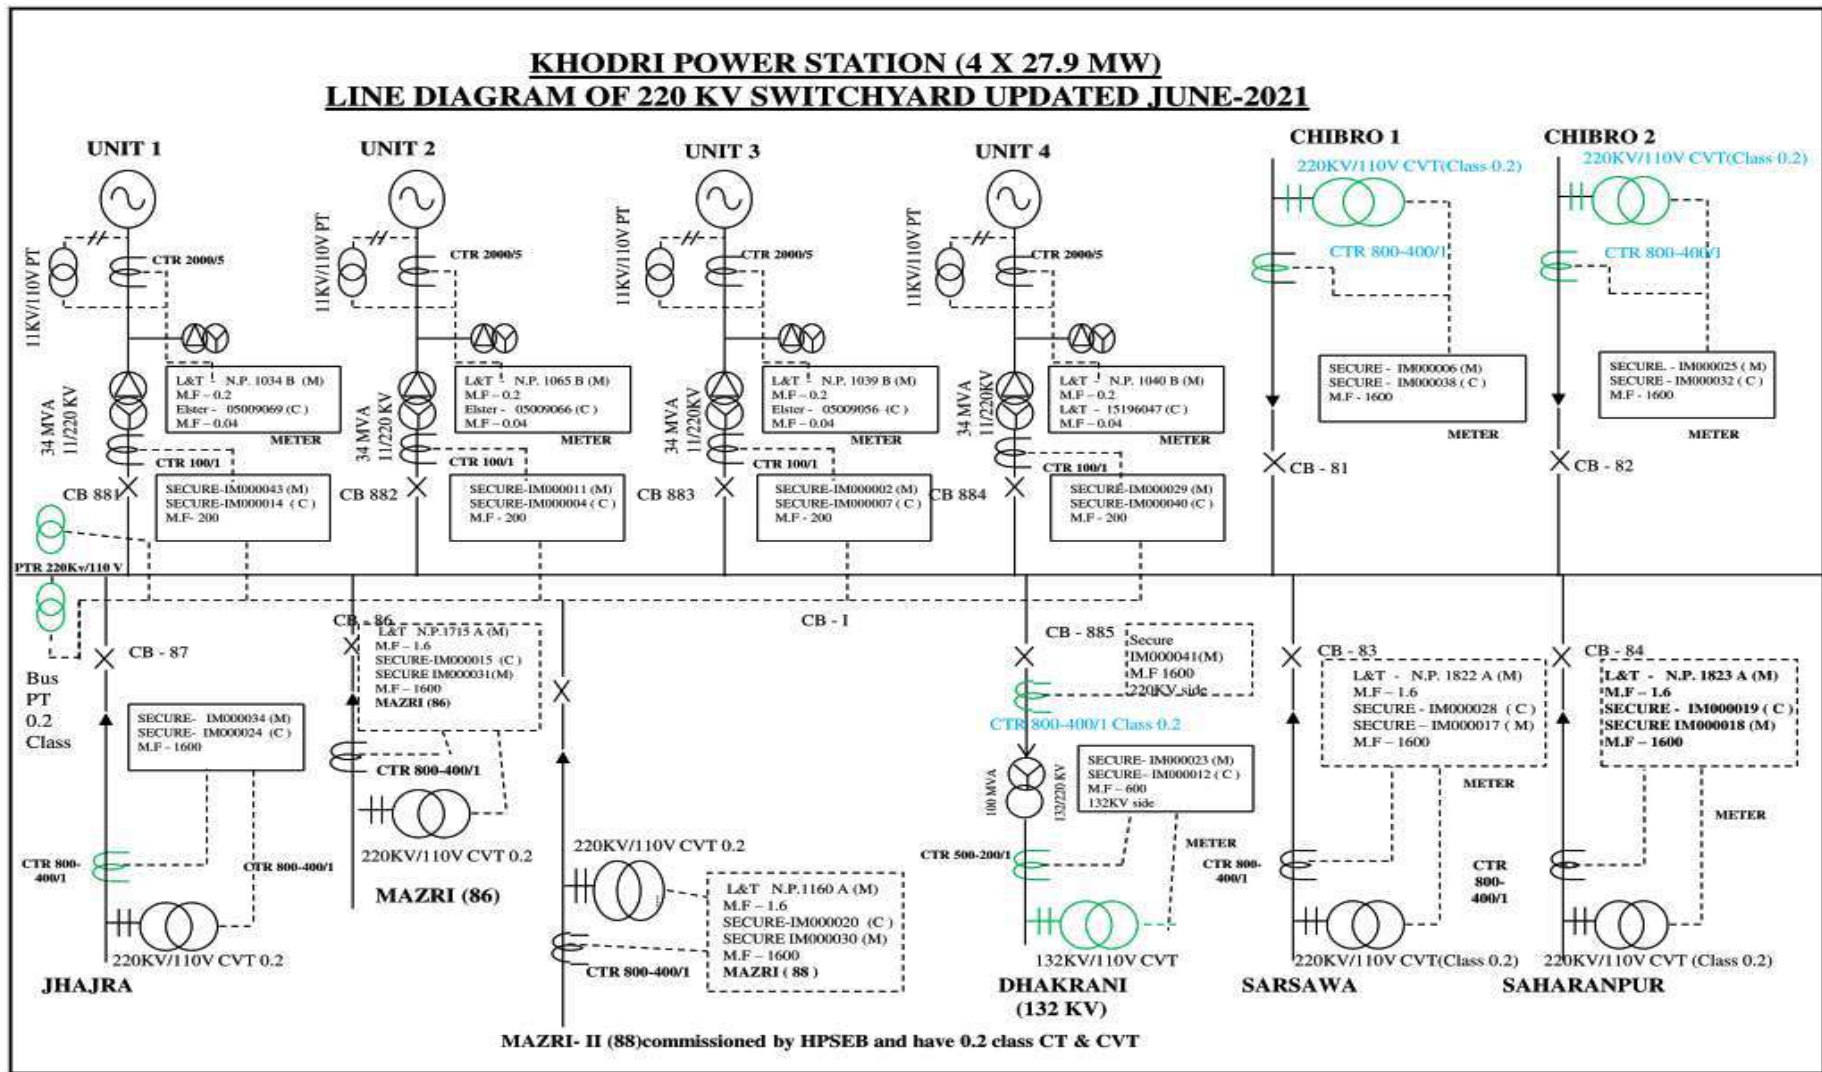 KHODRI POWER STATION (4 X 27.9 MW)
LINE DIAGRAM OF 220 KV SWITCHYARD UPDATED JUNE-2021
UNIT 1
UNIT 2
UNIT 3
UNIT 4
CHIBRO 1
CHIBRO 2
11KV/110V PT
CTR 2000/5
34 MVA
11/220 KV
L&T - N.P. 1034 B (M)
M.F – 0.2
Elster - 05009069 (C)
M.F – 0.04
METER
CTR 100/1
CB 881
SECURE-IM000043 (M)
SECURE-IM000014 ( C )
M.F- 200
11KV/110V PT
CTR 2000/5
34 MVA
11/220 KV
L&T - N.P. 1065 B (M)
M.F – 0.2
Elster - 05009066 (C )
M.F – 0.04
METER
CTR 100/1
CB 882
SECURE-IM000011 (M)
SECURE-IM000004 ( C )
M.F - 200
11KV/110V PT
CTR 2000/5
34 MVA
11/220KV
L&T - N.P. 1039 B (M)
M.F – 0.2
Elster - 05009056 (C )
M.F – 0.04
METER
CTR 100/1
CB 883
SECURE-IM000002 (M)
SECURE-IM000007 ( C )
M.F - 200
11KV/110V PT
CTR 2000/5
34 MVA
11/220KV
L&T - N.P. 1040 B (M)
M.F – 0.2
L&T - 15196047 ( C )
M.F – 0.04
METER
CTR 100/1
CB 884
SECURE-IM000029 (M)
SECURE-IM000040 ( C )
M.F - 200
220KV/110V CVT(Class 0.2)
CTR 800-400/1
SECURE - IM000006 (M)
SECURE - IM000038 ( C )
M.F - 1600
METER
CB - 81
220KV/110V CVT(Class 0.2)
CTR 800-400/1
SECURE. - IM000025 ( M)
SECURE - IM000032 ( C )
M.F - 1600
METER
CB - 82
PTR 220Kv/110 V
Bus
PT
0.2
Class
CB - 87
SECURE- IM000034 (M)
SECURE- IM000024 ( C )
M.F - 1600
CTR 800-
400/1
CTR 800-400/1
220KV/110V CVT 0.2
JHAJRA
CB - 86
L&T N.P.1715 A (M)
M.F – 1.6
SECURE-IM000015 (C )
SECURE IM000031(M)
M.F – 1600
MAZRI (86)
CTR 800-400/1
220KV/110V CVT 0.2
MAZRI (86)
CB - I
220KV/110V CVT 0.2
L&T N.P.1160 A (M)
M.F – 1.6
SECURE-IM000020 (C )
SECURE IM000030 (M)
M.F – 1600
MAZRI ( 88 )
CTR 800-400/1
MAZRI- II (88)commissioned by HPSEB and have 0.2 class CT & CVT
CB - 885
Secure
IM000041(M)
M.F 1600
220KV side
CTR 800-400/1 Class 0.2
100 MVA
132/220 KV
SECURE- IM000023 (M)
SECURE- IM000012 ( C )
M.F – 600
132KV side
METER
CTR 500-200/1
132KV/110V CVT
DHAKRANI
(132 KV)
CB - 83
L&T - N.P. 1822 A (M)
M.F – 1.6
SECURE - IM000028 ( C )
SECURE – IM000017 ( M)
M.F – 1600
METER
CTR 800-
400/1
220KV/110V CVT(Class 0.2)
SARSAWA
CB - 84
L&T - N.P. 1823 A (M)
M.F – 1.6
SECURE - IM000019 ( C )
SECURE IM000018 (M)
M.F – 1600
METER
CTR
800-
400/1
220KV/110V CVT (Class 0.2)
SAHARANPUR